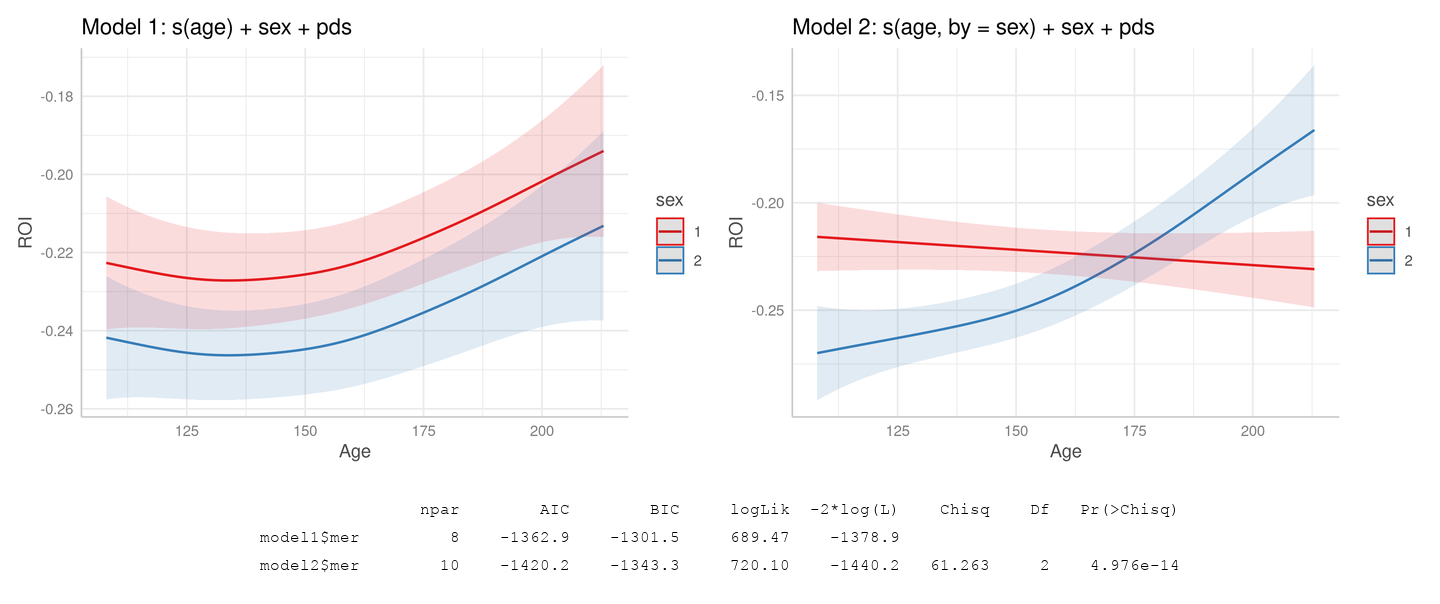 Model 1: s(age) + sex + pds
-0.18
-0.20
-0.22
-0.24
-0.26
ROI
125 150 175 200
Age
sex
1
2
Model 2: s(age, by = sex) + sex + pds
-0.15
-0.20
-0.25
ROI
125 150 175 200
Age
sex
1
2
npar AIC BIC logLik -2*log(L) Chisq Df Pr(>Chisq)
model1$mer 8 -1362.9 -1301.5 689.47 -1378.9
model2$mer 10 -1420.2 -1343.3 720.10 -1440.2 61.263 2 4.976e-14